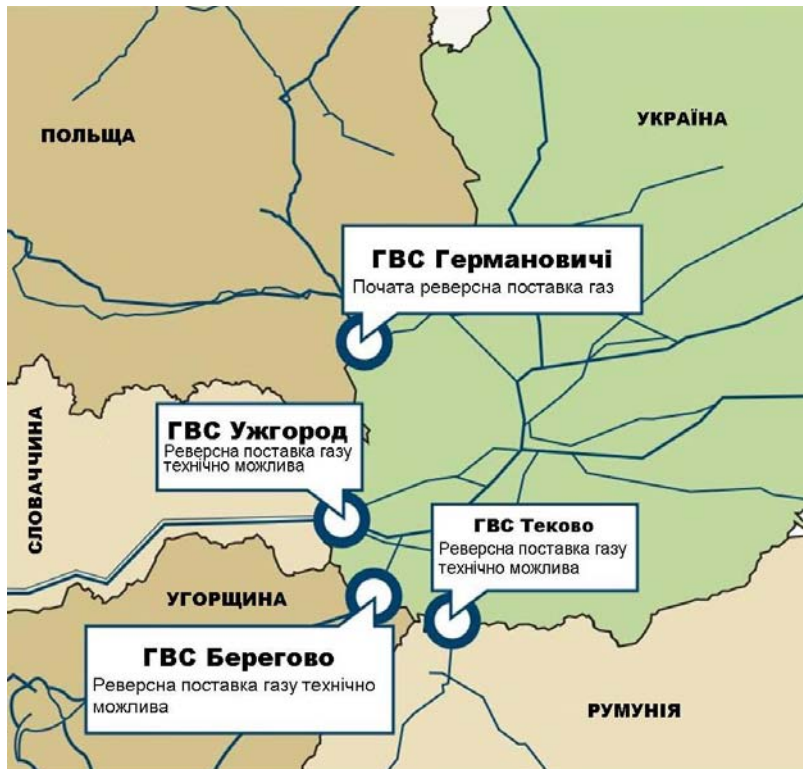 ПОЛЬЩА
УКРАЇНА
ГВС Германовичі
Почата реверсна поставка газ
ГВС Ужгород
Реверсна поставка газу
технічно можлива
СЛОВАЧЧИНА
ГВС Теково
Реверсна поставка газу
технічно можлива
УГОРЩИНА
ГВС Берегово
Реверсна поставка газу технічно
можлива
РУМУНІЯ